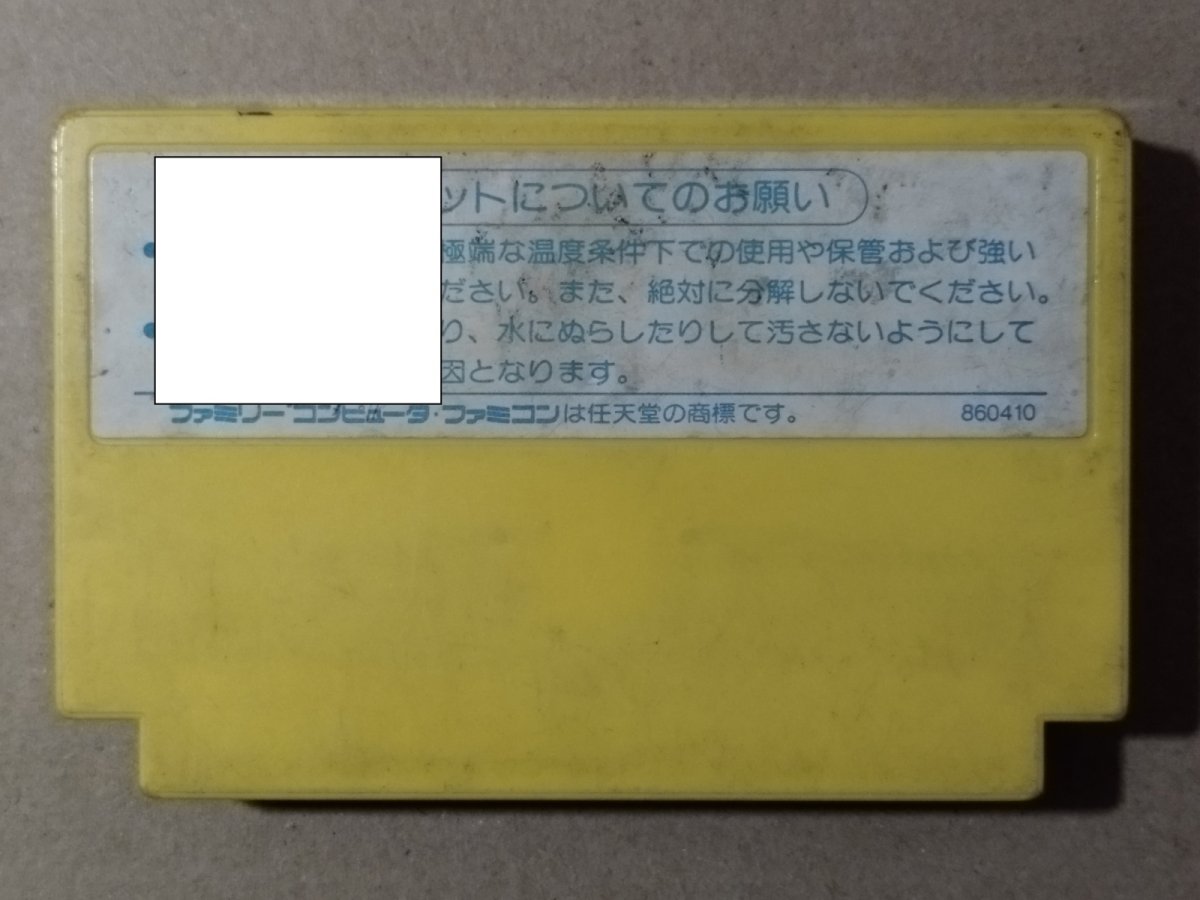 ットについてのお願い
● 極端な温度条件下での使用や保管および強い
ださい。また、絶対に分解しないでください。
● り、水にぬらしたりして汚さないようにして
因となります。
ファミリーコンピュータ・ファミコンは任天堂の商標です。 860410